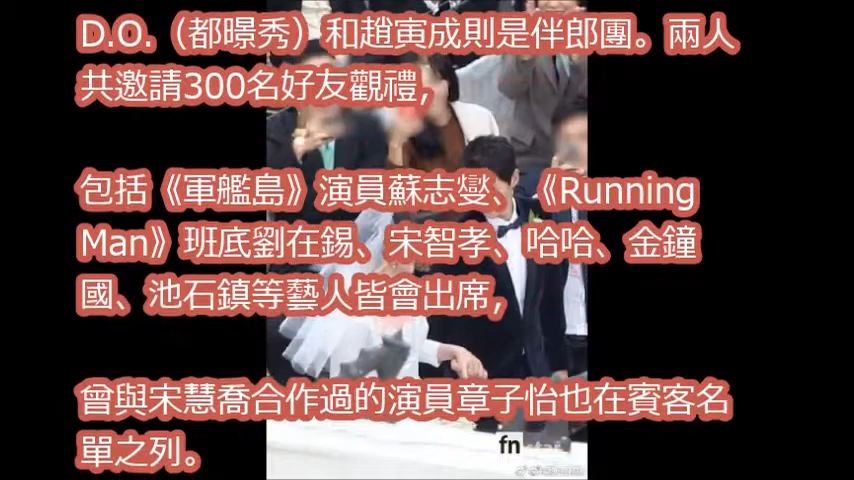 D.O.（都暻秀）和趙寅成則是伴郎團。兩人
共邀請300名好友觀禮,
包括《軍艦島》演員蘇志燮、《Running
Man》班底劉在錫、宋智孝、哈哈、金鐘
國、池石鎮等藝人皆會出席,
曾與宋慧喬合作過的演員章子怡也在賓客名
單之列。
fn